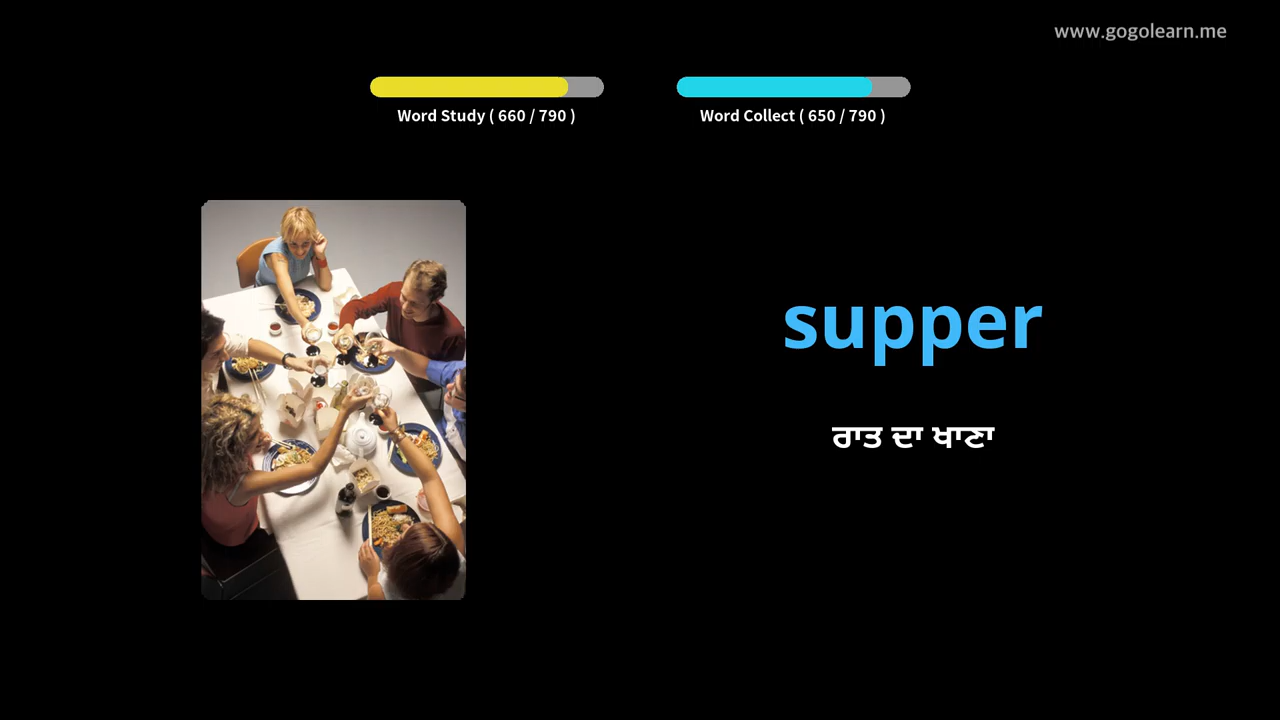 www.gogolearn.me
Word Study ( 660 / 790 )
Word Collect ( 650 / 790 )
supper
ਰਾਤ ਦਾ ਖਾਣਾ